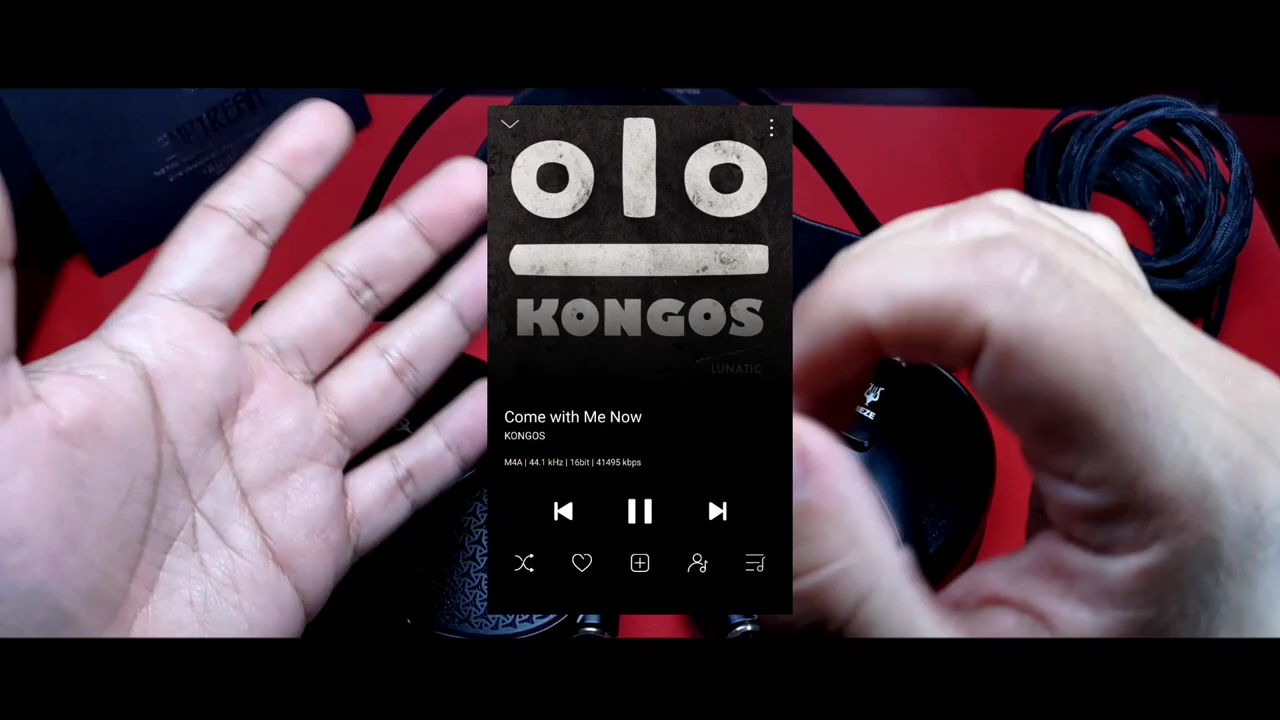 KONGOS
LUNATIC
Come with Me Now
KONGOS
M4A | 44.1 kHz | 16bit | 41495 kbps